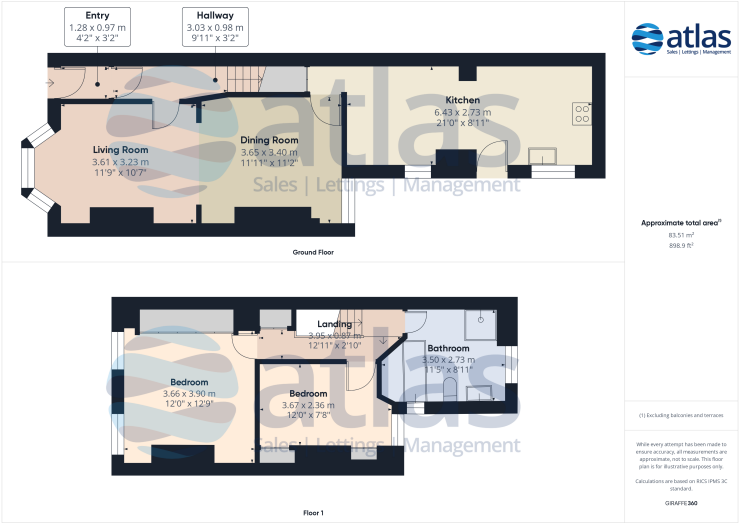 Entry
1.28 x 0.97 m
4'2" x 3'2"
Hallway
3.03 x 0.98 m
9'11" x 3'2"
Kitchen
6.43 x 2.73 m
21'0" x 8'11"
Living Room
3.61 x 3.23 m
11'9" x 10'7"
Dining Room
3.65 x 3.40 m
11'11" x 11'2"
atlas
Sales | Lettings | Management
Ground Floor
Landing
3.95 x 0.87 m
12'11" x 2'10"
Bathroom
3.50 x 2.73 m
11'5" x 8'11"
Bedroom
3.66 x 3.90 m
12'0" x 12'9"
Bedroom
3.67 x 2.36 m
12'0" x 7'8"
atlas
Sales | Lettings | Management
Floor 1
atlas
Sales | Lettings | Management
Approximate total area⁽¹⁾
83.51 m²
898.9 ft²
(1) Excluding balconies and terraces
While every attempt has been made to
ensure accuracy, all measurements are
approximate, not to scale. This floor
plan is for illustrative purposes only.
Calculations are based on RICS IPMS 3C
standard.
GIRAFFE360